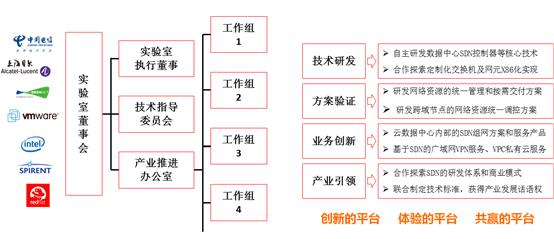 中国电信
CHINA TELECOM
上海贝尔
Alcatel-Lucent
vmware
intel
SPIRENT
redhat
实验室董事会
实验室
执行董事
技术指导
委员会
产业推进
办公室
工作组
1
工作组
2
工作组
3
工作组
4
技术研发
自主研发数据中心SDN控制器等核心技术
合作探索定制化交换机及网元X86化实现
方案验证
研发网络资源的统一管理和按需交付方案
研发跨域节点的网络资源统一调控方案
业务创新
云数据中心内部的SDN组网方案和服务产品
基于SDN的广域网VPN服务、VPC私有云服务
产业引领
合作探索SDN的研发体系和商业模式
联合制定技术标准，获得产业发展话语权
创新的平台 体验的平台 共赢的平台